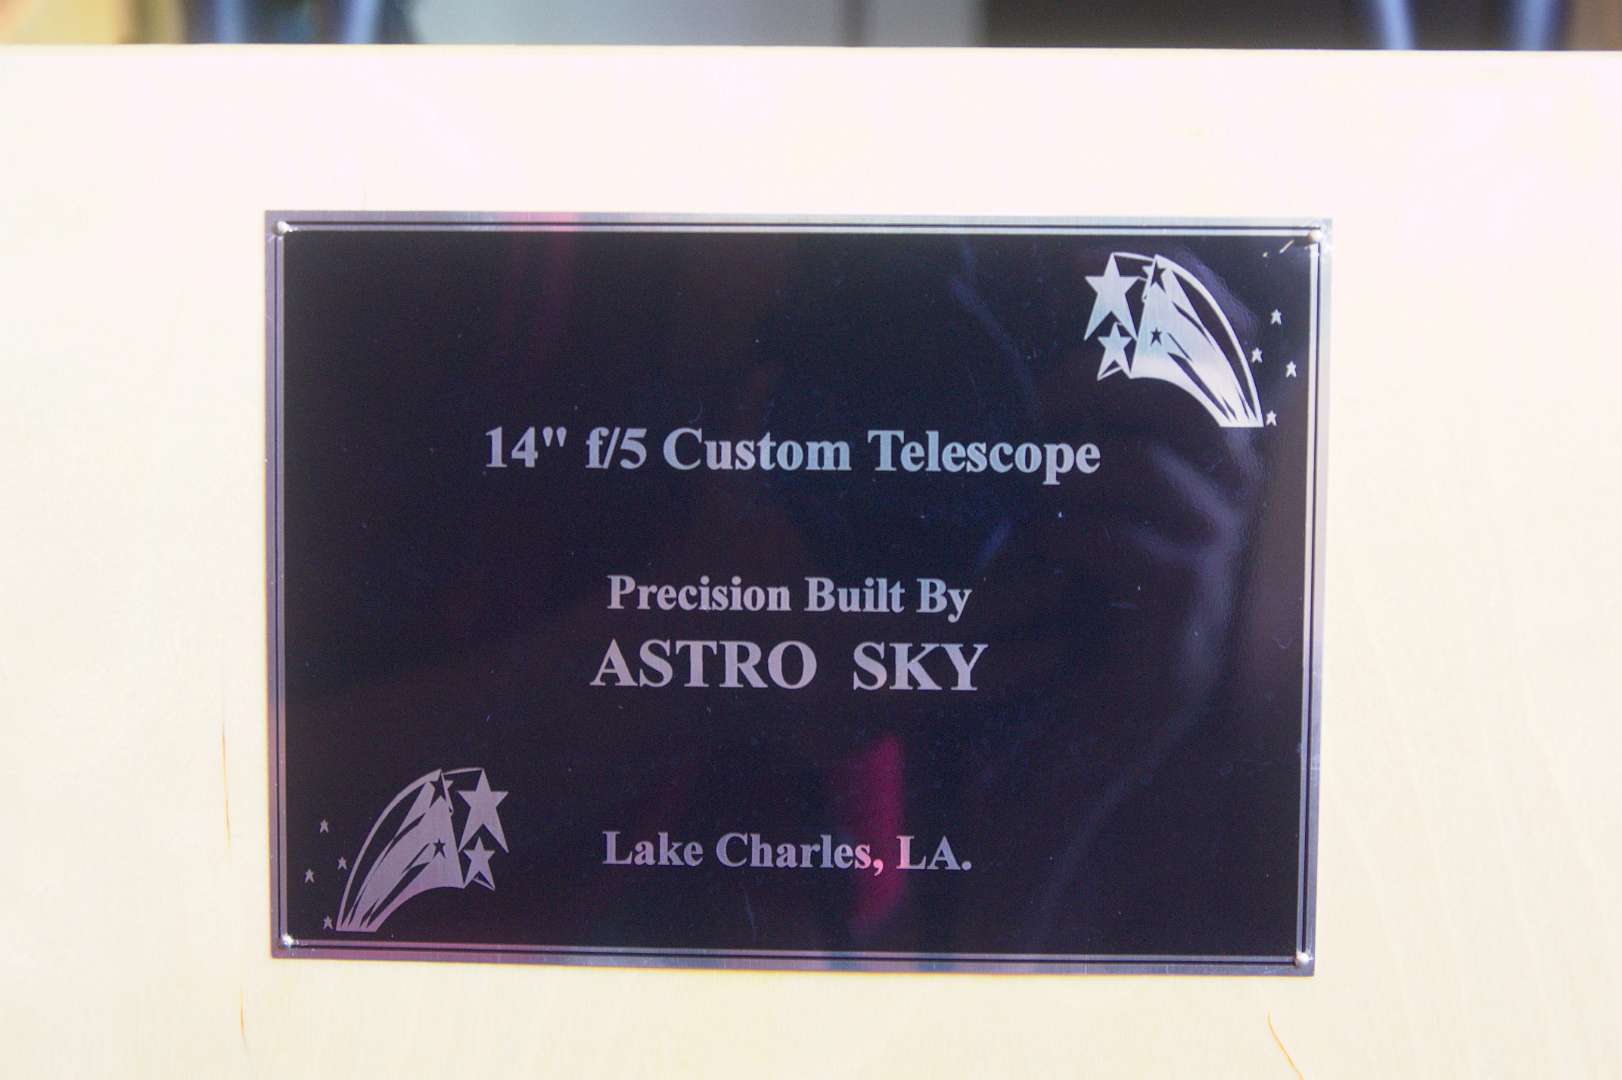 14" f/5 Custom Telescope
Precision Built By
ASTRO SKY
Lake Charles, LA.